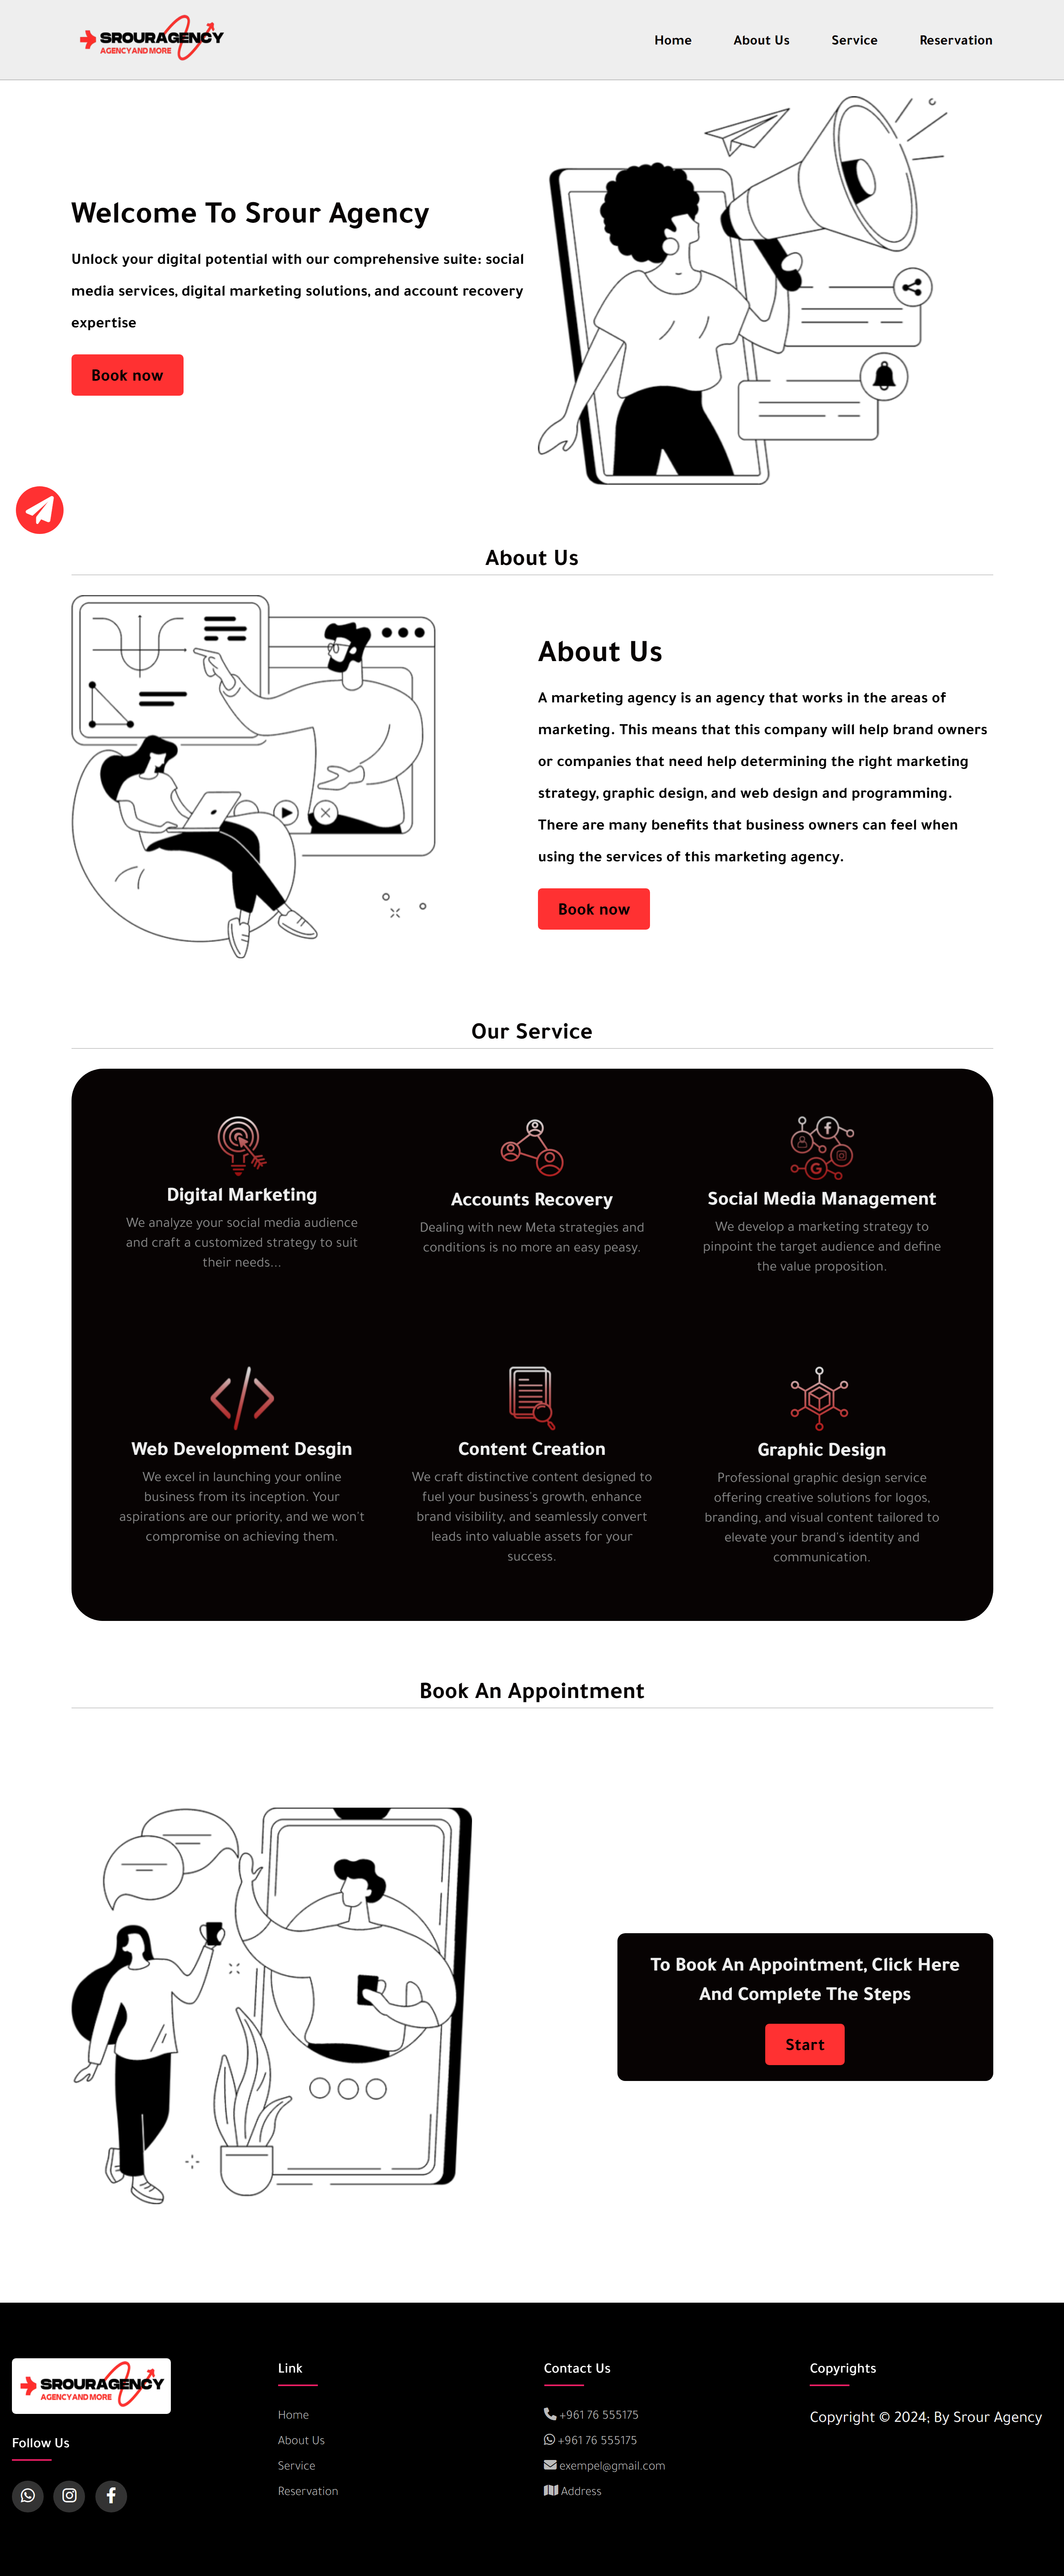 SROURAGENCY
AGENCY AND MORE
Home
About Us
Service
Reservation
Welcome To Srour Agency
Unlock your digital potential with our comprehensive suite: social
media services, digital marketing solutions, and account recovery
expertise
Book now
About Us
About Us
A marketing agency is an agency that works in the areas of
marketing. This means that this company will help brand owners
or companies that need help determining the right marketing
strategy, graphic design, and web design and programming.
There are many benefits that business owners can feel when
using the services of this marketing agency.
Book now
Our Service
Digital Marketing
We analyze your social media audience
and craft a customized strategy to suit
their needs...
Accounts Recovery
Dealing with new Meta strategies and
conditions is no more an easy peasy.
Social Media Management
We develop a marketing strategy to
pinpoint the target audience and define
the value proposition.
Web Development Desgin
We excel in launching your online
business from its inception. Your
aspirations are our priority, and we won't
compromise on achieving them.
Content Creation
We craft distinctive content designed to
fuel your business's growth, enhance
brand visibility, and seamlessly convert
leads into valuable assets for your
success.
Graphic Design
Professional graphic design service
offering creative solutions for logos,
branding, and visual content tailored to
elevate your brand's identity and
communication.
Book An Appointment
To Book An Appointment, Click Here
And Complete The Steps
Start
SROURAGENCY
AGENCY AND MORE
Follow Us
Link
Home
About Us
Service
Reservation
Contact Us
+961 76 555175
+961 76 555175
exempel@gmail.com
Address
Copyrights
Copyright © 2024; By Srour Agency